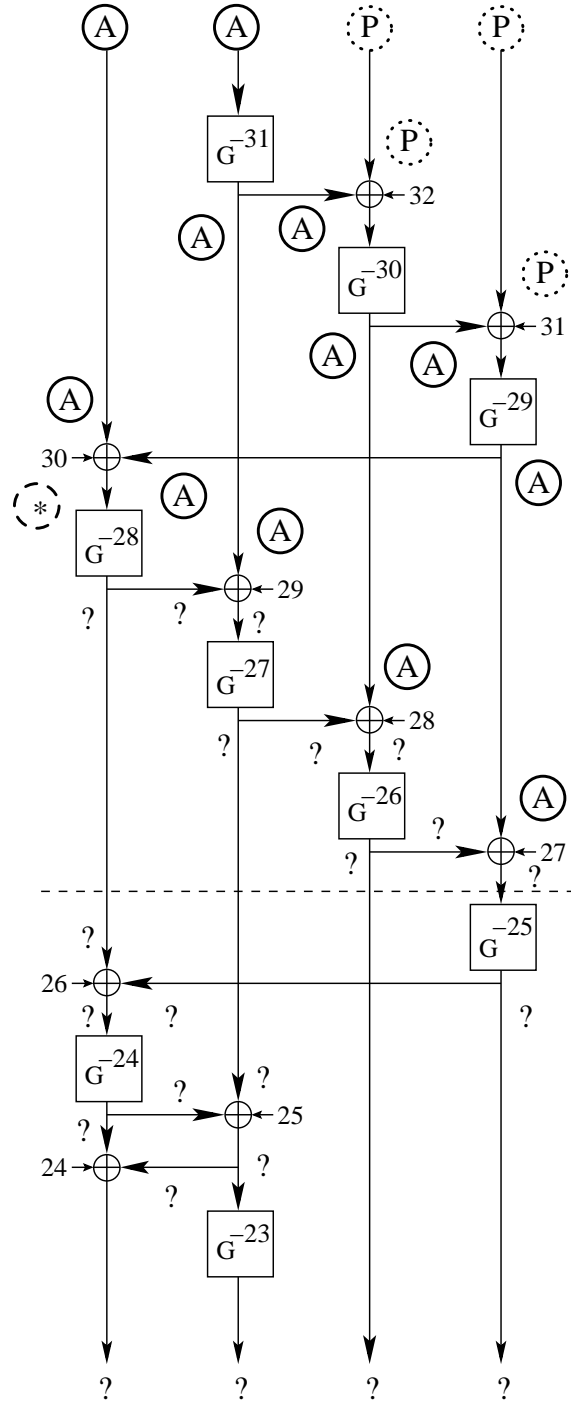 A A P P
G⁻³¹
P
32
A A
G⁻³⁰
P
31
A A
G⁻²⁹
A
30
A A
*
G⁻²⁸
A
29
? ? ?
G⁻²⁷
A
28
? ? ?
G⁻²⁶
A
27
? ? ?
G⁻²⁵
?
26
? ? ?
G⁻²⁴
? ?
25
?
24
? ?
G⁻²³
? ? ? ?